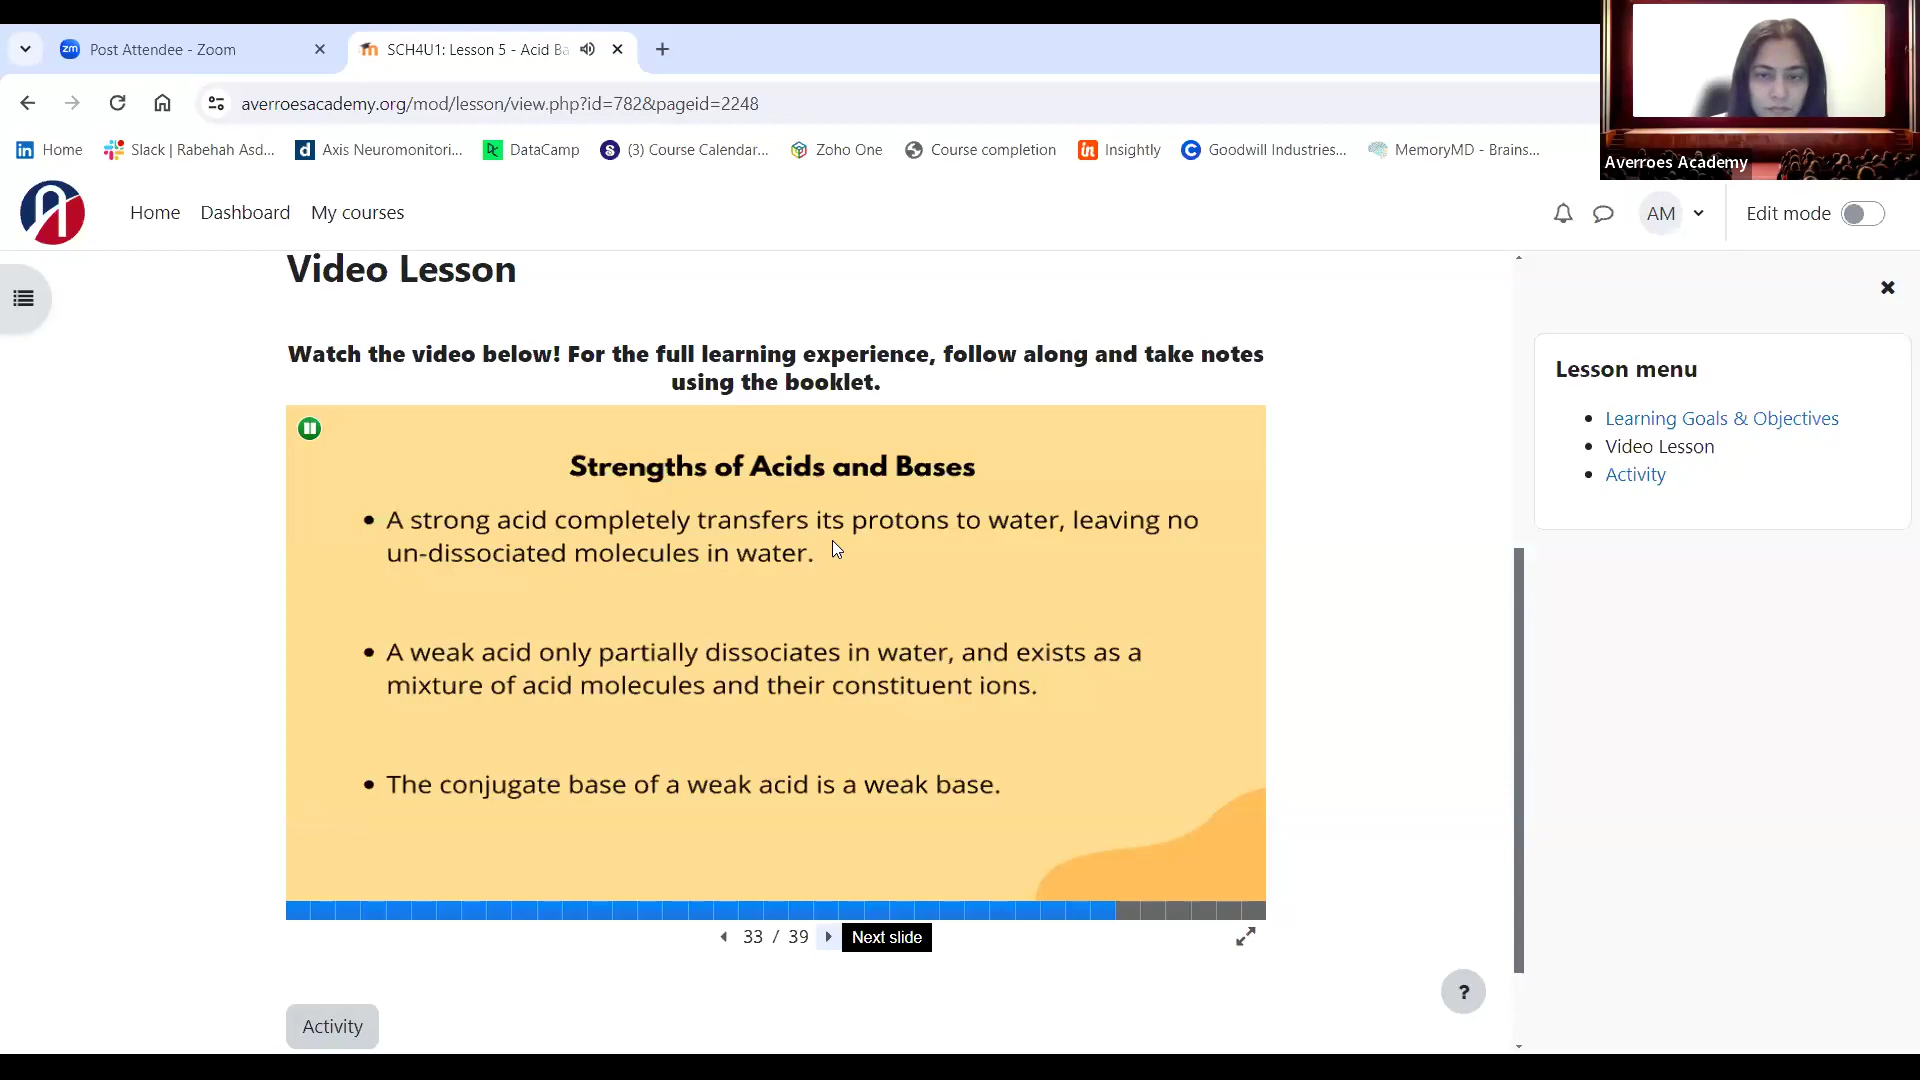 Post Attendee - Zoom
SCH4U1: Lesson 5 - Acid Ba
averroesacademy.org/mod/lesson/view.php?id=782&pageid=2248
Home
Slack | Rabehah Asd...
Axis Neuromonitori...
DataCamp
(3) Course Calendar...
Zoho One
Course completion
Insightly
Goodwill Industries...
MemoryMD - Brains...
Averroes Academy
Home
Dashboard
My courses
AM
Edit mode
Video Lesson
Watch the video below! For the full learning experience, follow along and take notes
using the booklet.
Strengths of Acids and Bases
• A strong acid completely transfers its protons to water, leaving no
un-dissociated molecules in water.
• A weak acid only partially dissociates in water, and exists as a
mixture of acid molecules and their constituent ions.
• The conjugate base of a weak acid is a weak base.
33 / 39
Next slide
Activity
?
Lesson menu
• Learning Goals & Objectives
• Video Lesson
• Activity